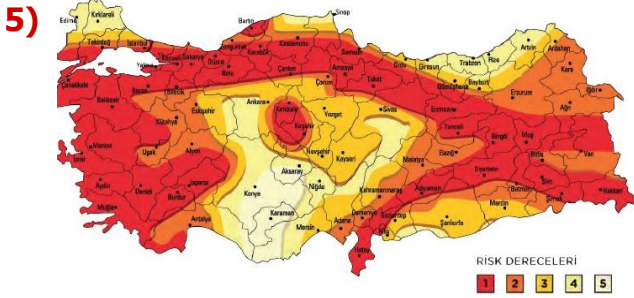 5)
Sinop
Kırklareli
Edirne
Bartın
Tekirdağ
İstanbul
Zonguldak
Kastamonu
Karabük
Samsun
Artvin
Ardahan
Rize
Trabzon
Ordu
Giresun
Kars
Yalova
Kocaeli
Sakarya
Düzce
Bolu
Çankırı
Çorum
Amasya
Tokat
Gümüşhane
Bayburt
Erzurum
Iğdır
Ağrı
Çanakkale
Balıkesir
Bursa
Bilecik
Eskişehir
Ankara
Kırıkkale
Yozgat
Sivas
Erzincan
Tunceli
Kütahya
Kırşehir
Bingöl
Muş
Manisa
Uşak
Afyon
Nevşehir
Kayseri
Malatya
Elazığ
Bitlis
Van
İzmir
Aksaray
Diyarbakır
Aydın
Denizli
Isparta
Burdur
Konya
Niğde
Kahramanmaraş
Adıyaman
Batman
Siirt
Hakkari
Muğla
Antalya
Karaman
Mersin
Adana
Osmaniye
Gaziantep
Kilis
Şanlıurfa
Mardin
Şırnak
Hatay
RİSK DERECELERİ
1 2 3 4 5